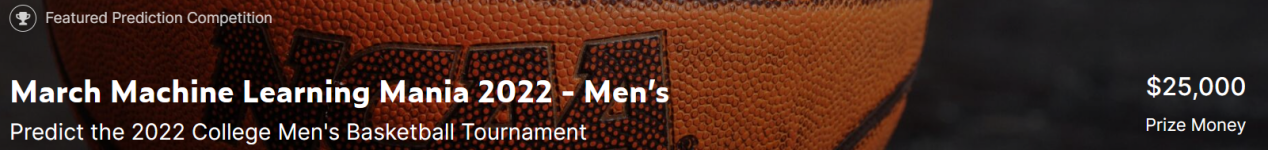 Featured Prediction Competition
NCAA
March Machine Learning Mania 2022 - Men's
$25,000
Predict the 2022 College Men's Basketball Tournament
Prize Money